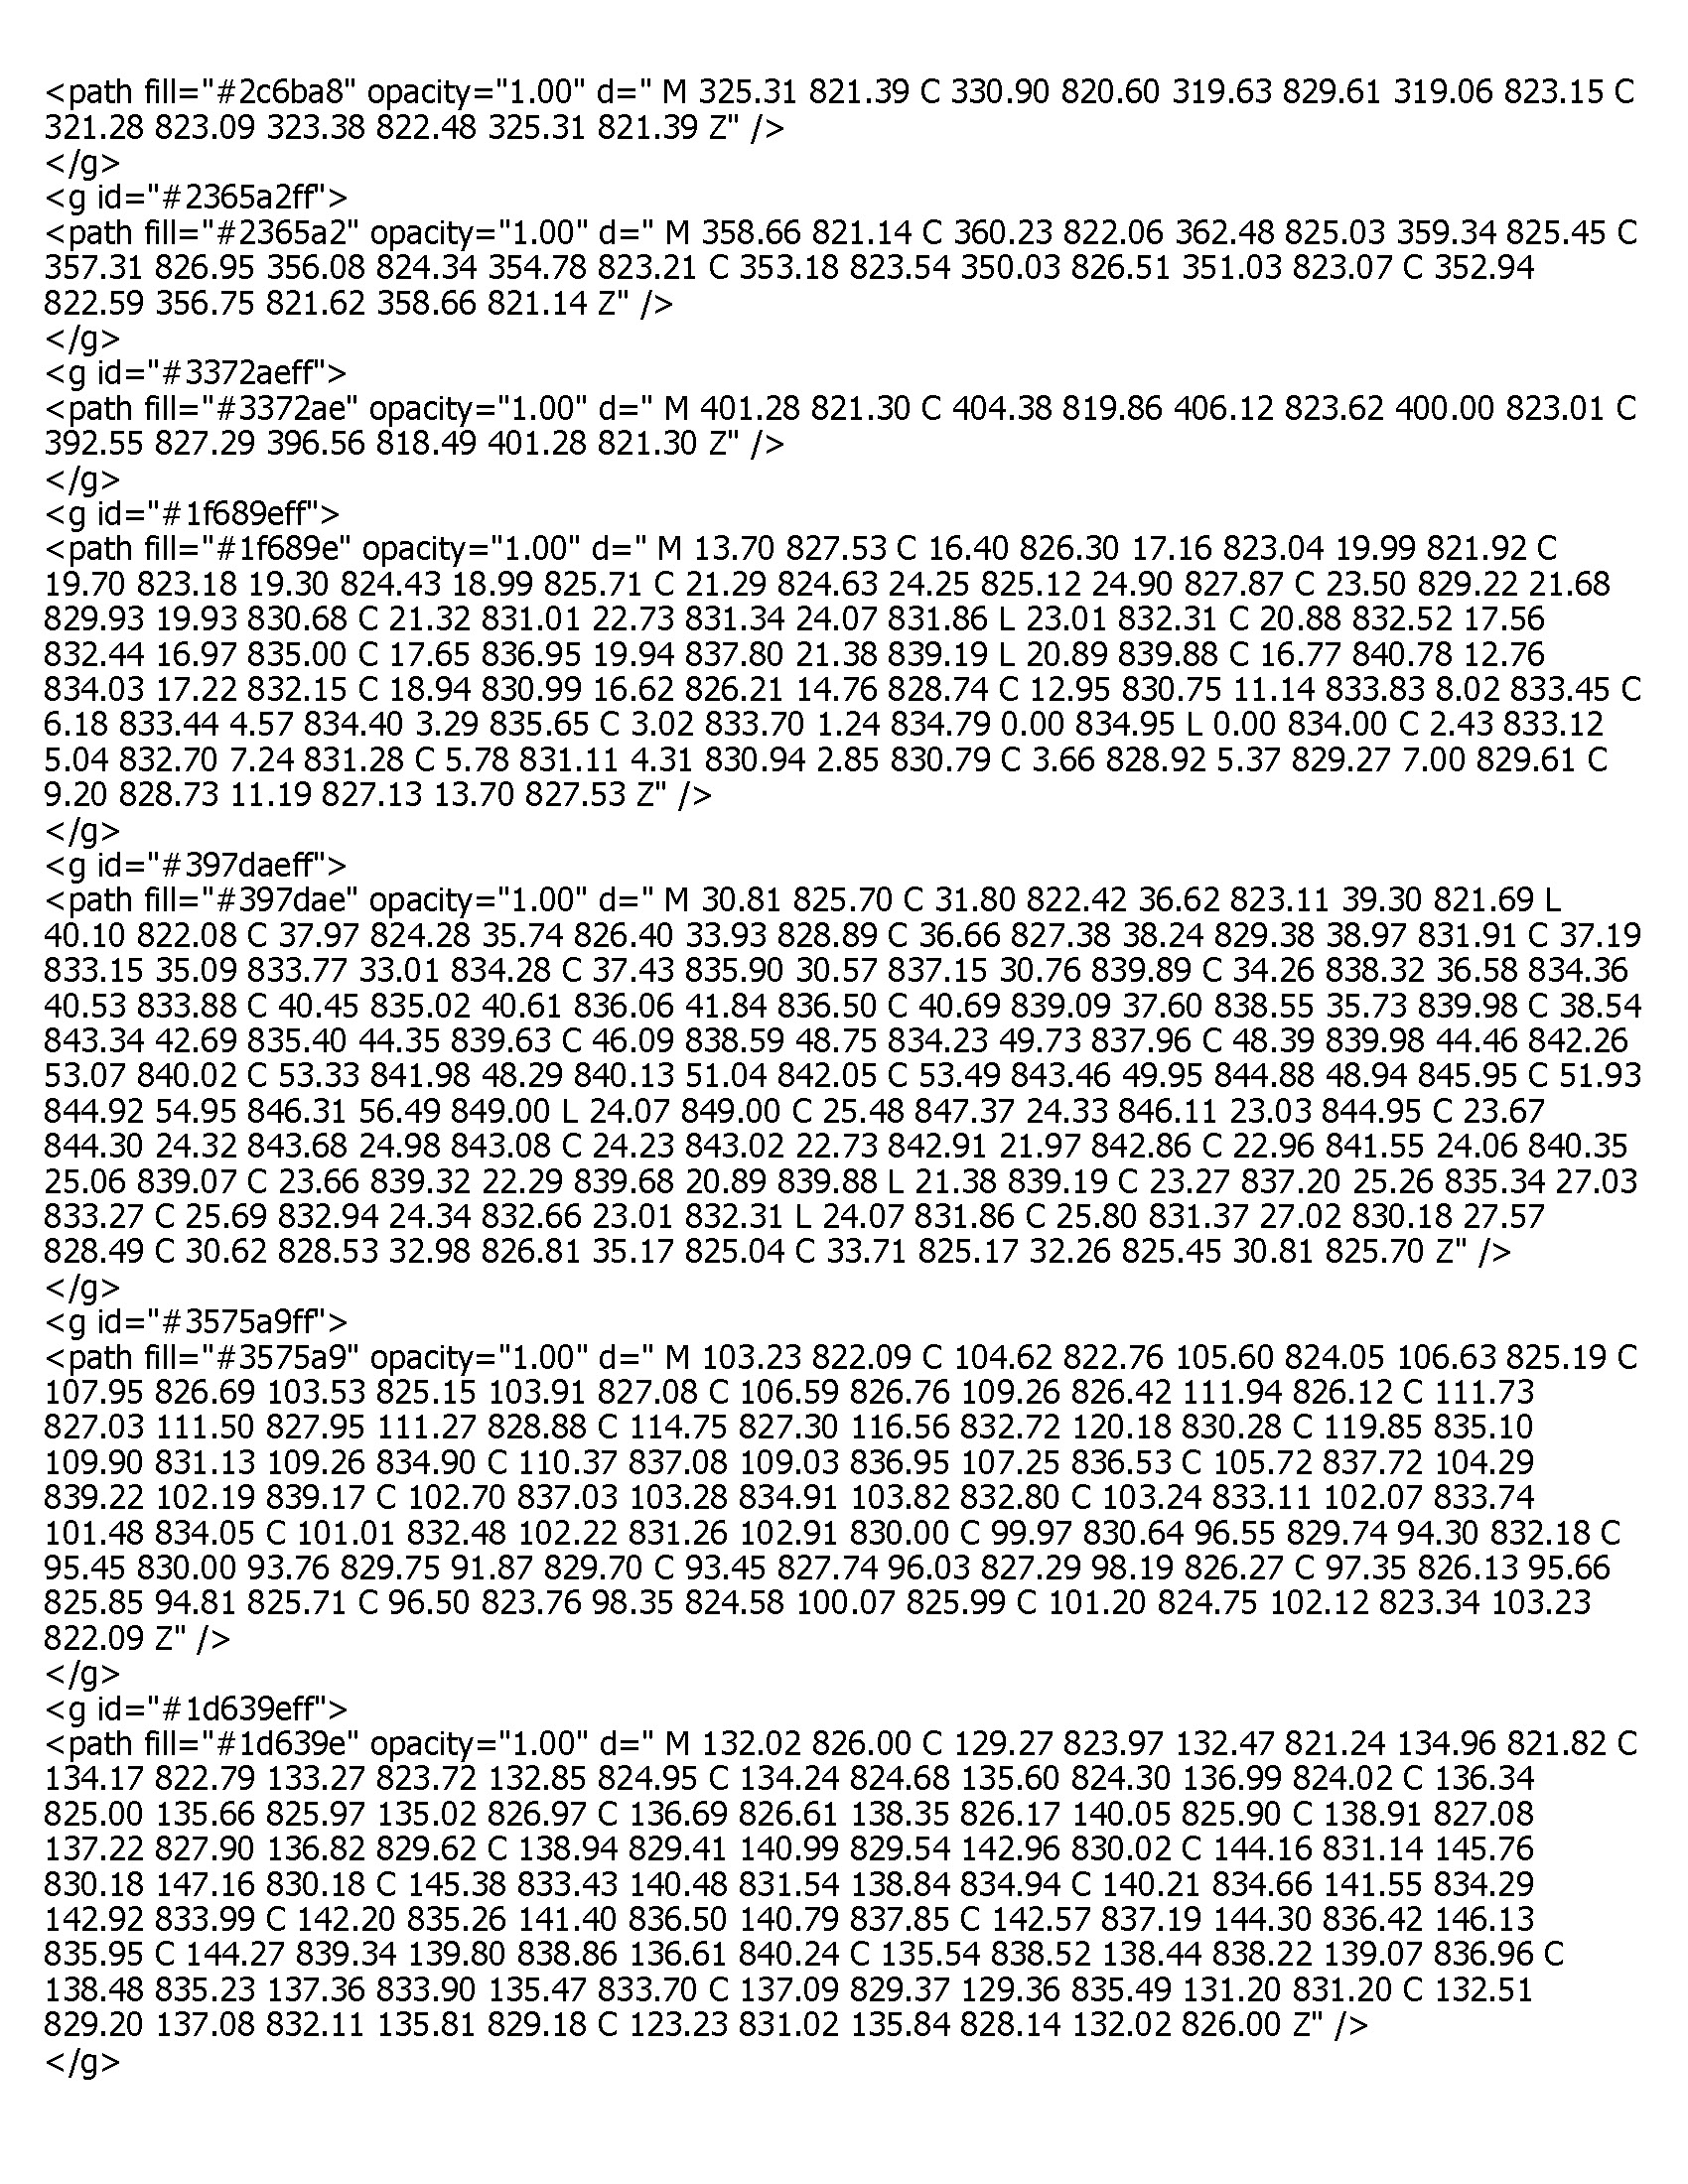 <path fill="#2c6ba8" opacity="1.00" d=" M 325.31 821.39 C 330.90 820.60 319.63 829.61 319.06 823.15 C
321.28 823.09 323.38 822.48 325.31 821.39 Z" />
</g>
<g id="#2365a2ff">
<path fill="#2365a2" opacity="1.00" d=" M 358.66 821.14 C 360.23 822.06 362.48 825.03 359.34 825.45 C
357.31 826.95 356.08 824.34 354.78 823.21 C 353.18 823.54 350.03 826.51 351.03 823.07 C 352.94
822.59 356.75 821.62 358.66 821.14 Z" />
</g>
<g id="#3372aeff">
<path fill="#3372ae" opacity="1.00" d=" M 401.28 821.30 C 404.38 819.86 406.12 823.62 400.00 823.01 C
392.55 827.29 396.56 818.49 401.28 821.30 Z" />
</g>
<g id="#1f689eff">
<path fill="#1f689e" opacity="1.00" d=" M 13.70 827.53 C 16.40 826.30 17.16 823.04 19.99 821.92 C
19.70 823.18 19.30 824.43 18.99 825.71 C 21.29 824.63 24.25 825.12 24.90 827.87 C 23.50 829.22 21.68
829.93 19.93 830.68 C 21.32 831.01 22.73 831.34 24.07 831.86 L 23.01 832.31 C 20.88 832.52 17.56
832.44 16.97 835.00 C 17.65 836.95 19.94 837.80 21.38 839.19 L 20.89 839.88 C 16.77 840.78 12.76
834.03 17.22 832.15 C 18.94 830.99 16.62 826.21 14.76 828.74 C 12.95 830.75 11.14 833.83 8.02 833.45 C
6.18 833.44 4.57 834.40 3.29 835.65 C 3.02 833.70 1.24 834.79 0.00 834.95 L 0.00 834.00 C 2.43 833.12
5.04 832.70 7.24 831.28 C 5.78 831.11 4.31 830.94 2.85 830.79 C 3.66 828.92 5.37 829.27 7.00 829.61 C
9.20 828.73 11.19 827.13 13.70 827.53 Z" />
</g>
<g id="#397daeff">
<path fill="#397dae" opacity="1.00" d=" M 30.81 825.70 C 31.80 822.42 36.62 823.11 39.30 821.69 L
40.10 822.08 C 37.97 824.28 35.74 826.40 33.93 828.89 C 36.66 827.38 38.24 829.38 38.97 831.91 C 37.19
833.15 35.09 833.77 33.01 834.28 C 37.43 835.90 30.57 837.15 30.76 839.89 C 34.26 838.32 36.58 834.36
40.53 833.88 C 40.45 835.02 40.61 836.06 41.84 836.50 C 40.69 839.09 37.60 838.55 35.73 839.98 C 38.54
843.34 42.69 835.40 44.35 839.63 C 46.09 838.59 48.75 834.23 49.73 837.96 C 48.39 839.98 44.46 842.26
53.07 840.02 C 53.33 841.98 48.29 840.13 51.04 842.05 C 53.49 843.46 49.95 844.88 48.94 845.95 C 51.93
844.92 54.95 846.31 56.49 849.00 L 24.07 849.00 C 25.48 847.37 24.33 846.11 23.03 844.95 C 23.67
844.30 24.32 843.68 24.98 843.08 C 24.23 843.02 22.73 842.91 21.97 842.86 C 22.96 841.55 24.06 840.35
25.06 839.07 C 23.66 839.32 22.29 839.68 20.89 839.88 L 21.38 839.19 C 23.27 837.20 25.26 835.34 27.03
833.27 C 25.69 832.94 24.34 832.66 23.01 832.31 L 24.07 831.86 C 25.80 831.37 27.02 830.18 27.57
828.49 C 30.62 828.53 32.98 826.81 35.17 825.04 C 33.71 825.17 32.26 825.45 30.81 825.70 Z" />
</g>
<g id="#3575a9ff">
<path fill="#3575a9" opacity="1.00" d=" M 103.23 822.09 C 104.62 822.76 105.60 824.05 106.63 825.19 C
107.95 826.69 103.53 825.15 103.91 827.08 C 106.59 826.76 109.26 826.42 111.94 826.12 C 111.73
827.03 111.50 827.95 111.27 828.88 C 114.75 827.30 116.56 832.72 120.18 830.28 C 119.85 835.10
109.90 831.13 109.26 834.90 C 110.37 837.08 109.03 836.95 107.25 836.53 C 105.72 837.72 104.29
839.22 102.19 839.17 C 102.70 837.03 103.28 834.91 103.82 832.80 C 103.24 833.11 102.07 833.74
101.48 834.05 C 101.01 832.48 102.22 831.26 102.91 830.00 C 99.97 830.64 96.55 829.74 94.30 832.18 C
95.45 830.00 93.76 829.75 91.87 829.70 C 93.45 827.74 96.03 827.29 98.19 826.27 C 97.35 826.13 95.66
825.85 94.81 825.71 C 96.50 823.76 98.35 824.58 100.07 825.99 C 101.20 824.75 102.12 823.34 103.23
822.09 Z" />
</g>
<g id="#1d639eff">
<path fill="#1d639e" opacity="1.00" d=" M 132.02 826.00 C 129.27 823.97 132.47 821.24 134.96 821.82 C
134.17 822.79 133.27 823.72 132.85 824.95 C 134.24 824.68 135.60 824.30 136.99 824.02 C 136.34
825.00 135.66 825.97 135.02 826.97 C 136.69 826.61 138.35 826.17 140.05 825.90 C 138.91 827.08
137.22 827.90 136.82 829.62 C 138.94 829.41 140.99 829.54 142.96 830.02 C 144.16 831.14 145.76
830.18 147.16 830.18 C 145.38 833.43 140.48 831.54 138.84 834.94 C 140.21 834.66 141.55 834.29
142.92 833.99 C 142.20 835.26 141.40 836.50 140.79 837.85 C 142.57 837.19 144.30 836.42 146.13
835.95 C 144.27 839.34 139.80 838.86 136.61 840.24 C 135.54 838.52 138.44 838.22 139.07 836.96 C
138.48 835.23 137.36 833.90 135.47 833.70 C 137.09 829.37 129.36 835.49 131.20 831.20 C 132.51
829.20 137.08 832.11 135.81 829.18 C 123.23 831.02 135.84 828.14 132.02 826.00 Z" />
</g>